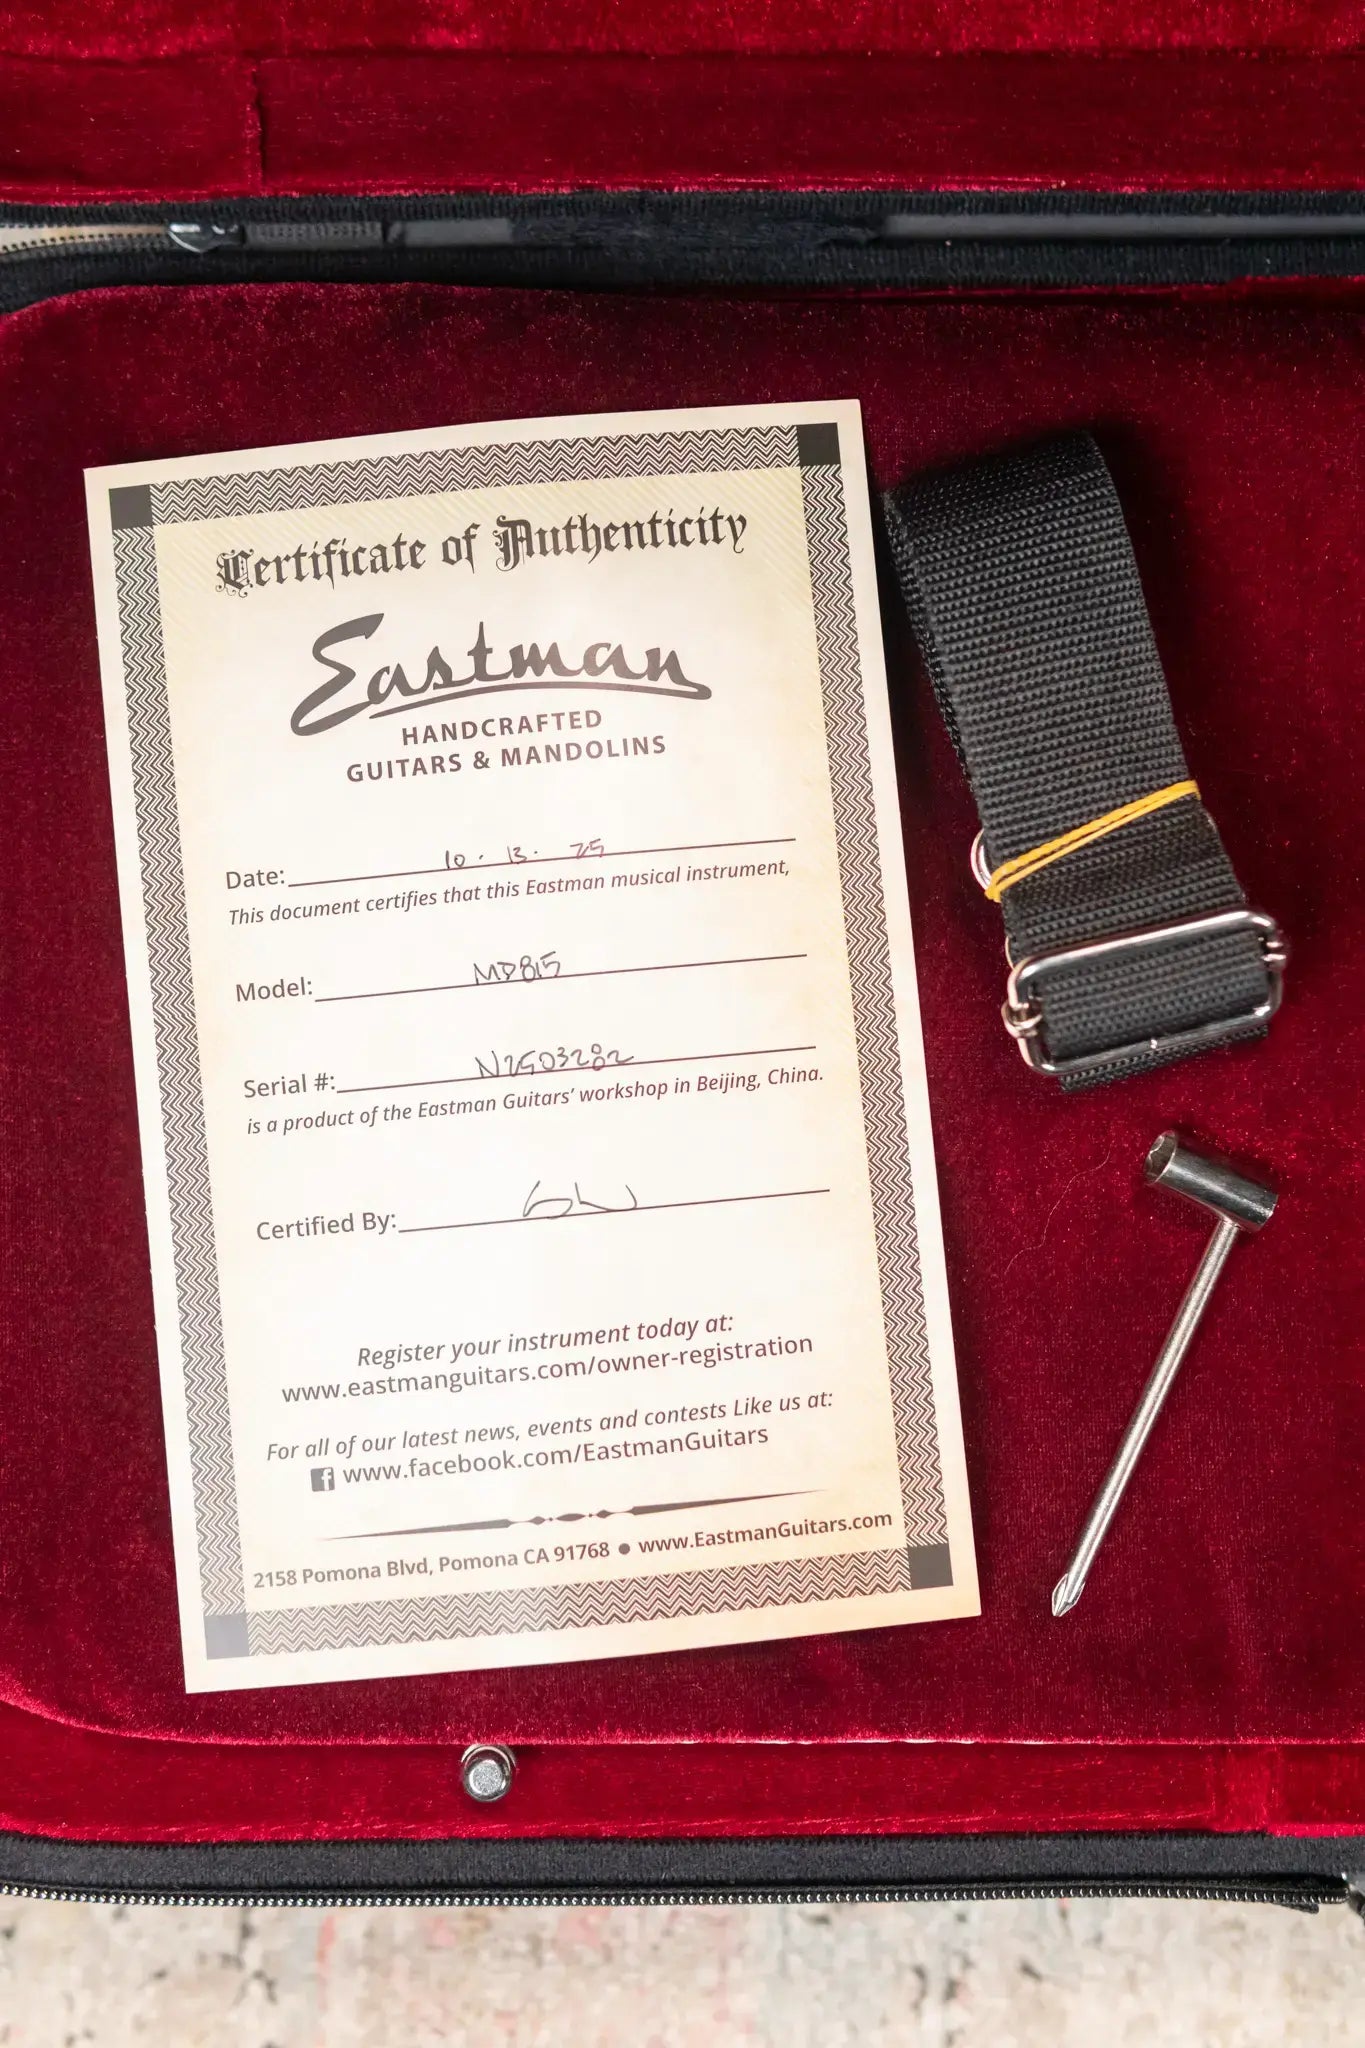 Certificate of Authenticity
Eastman
HANDCRAFTED
GUITARS & MANDOLINS
Date: 10 . 13 . 25
This document certifies that this Eastman musical instrument,
Model: MD815
Serial #: N2503282
is a product of the Eastman Guitars' workshop in Beijing, China.
Certified By:
Register your instrument today at:
www.eastmanguitars.com/owner-registration
For all of our latest news, events and contests Like us at:
f www.facebook.com/EastmanGuitars
2158 Pomona Blvd, Pomona CA 91768 ● www.EastmanGuitars.com